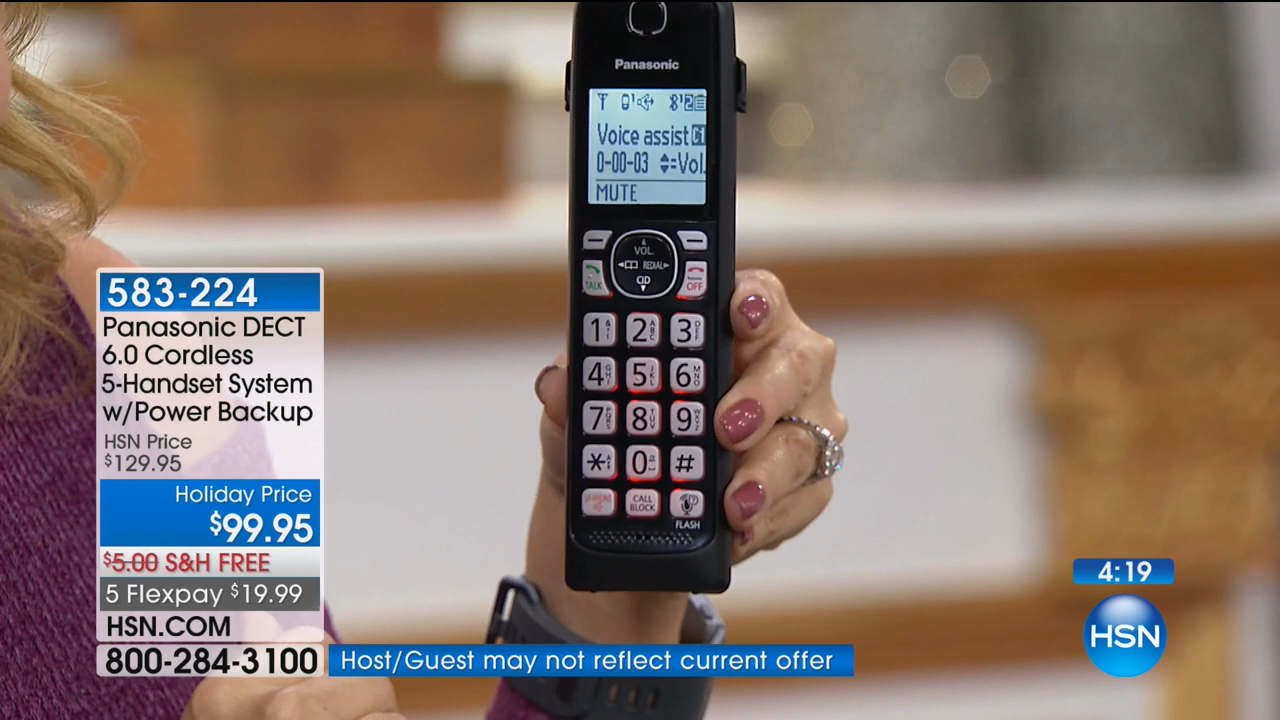 Panasonic
Voice assist
0-00-03 =Vol.
MUTE
VOL.
REDIAL
CID
TALK
OFF
1 2 ABC 3 DEF
4 GHI 5 JKL 6 MNO
7 PQRS 8 TUV 9 WXYZ
* 0 #
CALL
BLOCK
FLASH
583-224
Panasonic DECT
6.0 Cordless
5-Handset System
w/Power Backup
HSN Price
$129.95
Holiday Price
$99.95
$5.00 S&H FREE
5 Flexpay $19.99
HSN.COM
800-284-3100
Host/Guest may not reflect current offer
4:19
HSN